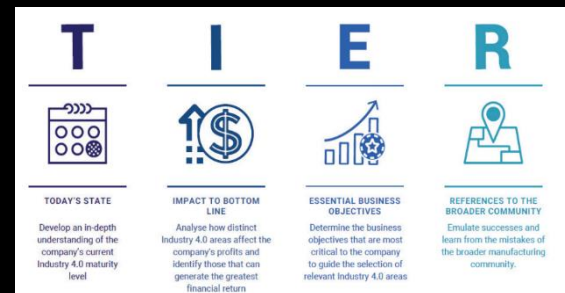 T
TODAY'S STATE
Develop an in-depth
understanding of the
company's current
Industry 4.0 maturity
level
I
IMPACT TO BOTTOM
LINE
Analyse how distinct
Industry 4.0 areas affect the
company's profits and
identify those that can
generate the greatest
financial return
E
ESSENTIAL BUSINESS
OBJECTIVES
Determine the business
objectives that are most
critical to the company
to guide the selection of
relevant Industry 4.0 areas
R
REFERENCES TO THE
BROADER COMMUNITY
Emulate successes and
learn from the mistakes of
the broader manufacturing
community.